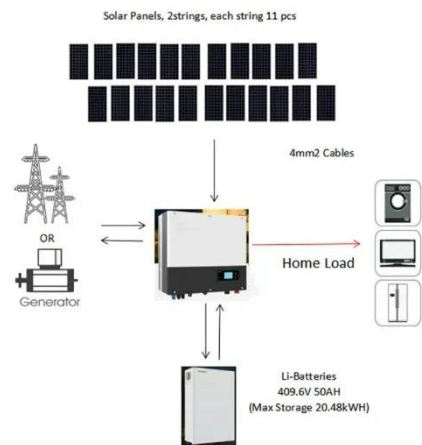 Solar Panels, 2strings, each string 11 pcs
4mm2 Cables
OR
Generator
Home Load
Li-Batteries
409.6V 50AH
(Max Storage 20.48kWH)